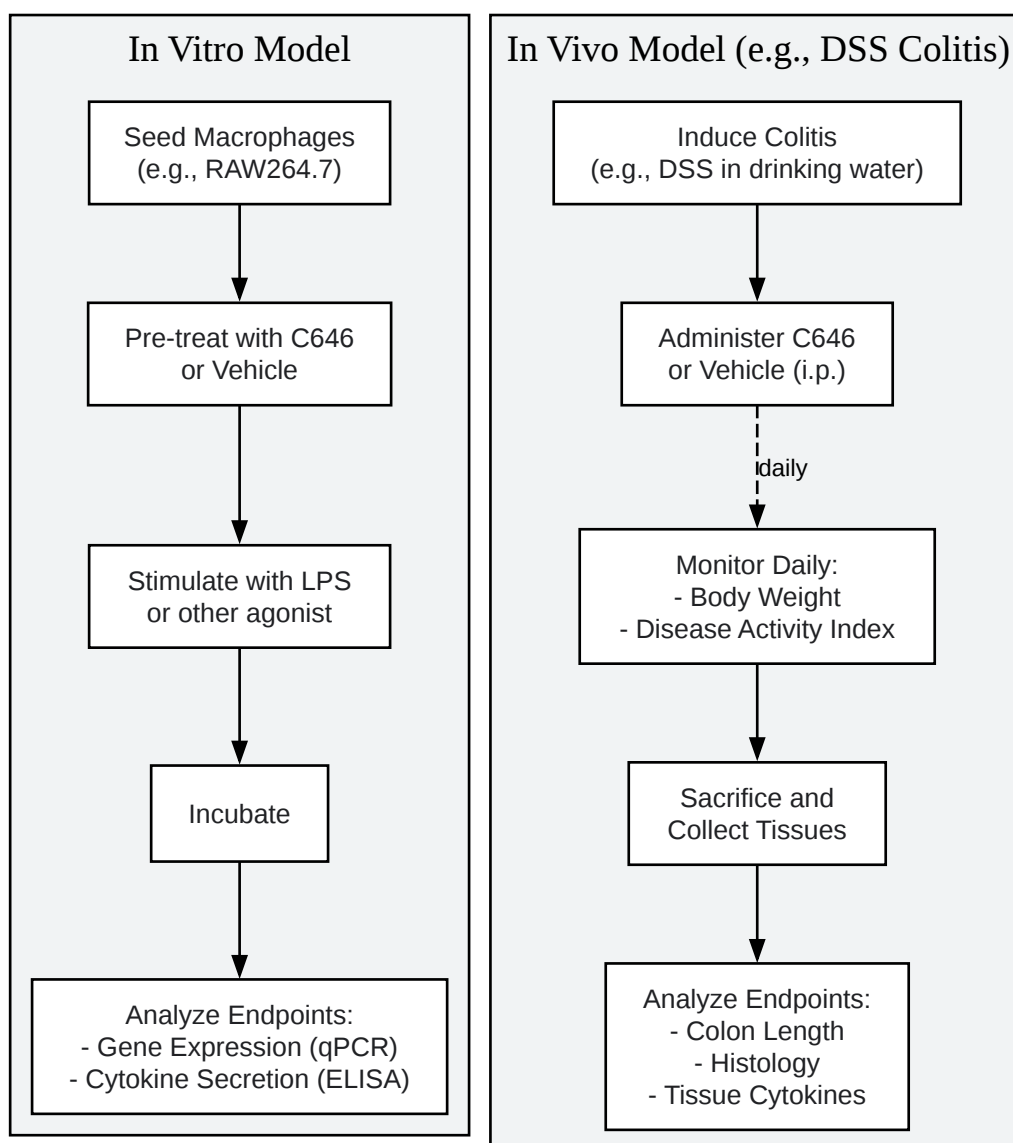 In Vitro Model
Seed Macrophages
(e.g., RAW264.7)
Pre-treat with C646
or Vehicle
Stimulate with LPS
or other agonist
Incubate
Analyze Endpoints:
- Gene Expression (qPCR)
- Cytokine Secretion (ELISA)
In Vivo Model (e.g., DSS Colitis)
Induce Colitis
(e.g., DSS in drinking water)
Administer C646
or Vehicle (i.p.)
daily
Monitor Daily:
- Body Weight
- Disease Activity Index
Sacrifice and
Collect Tissues
Analyze Endpoints:
- Colon Length
- Histology
- Tissue Cytokines